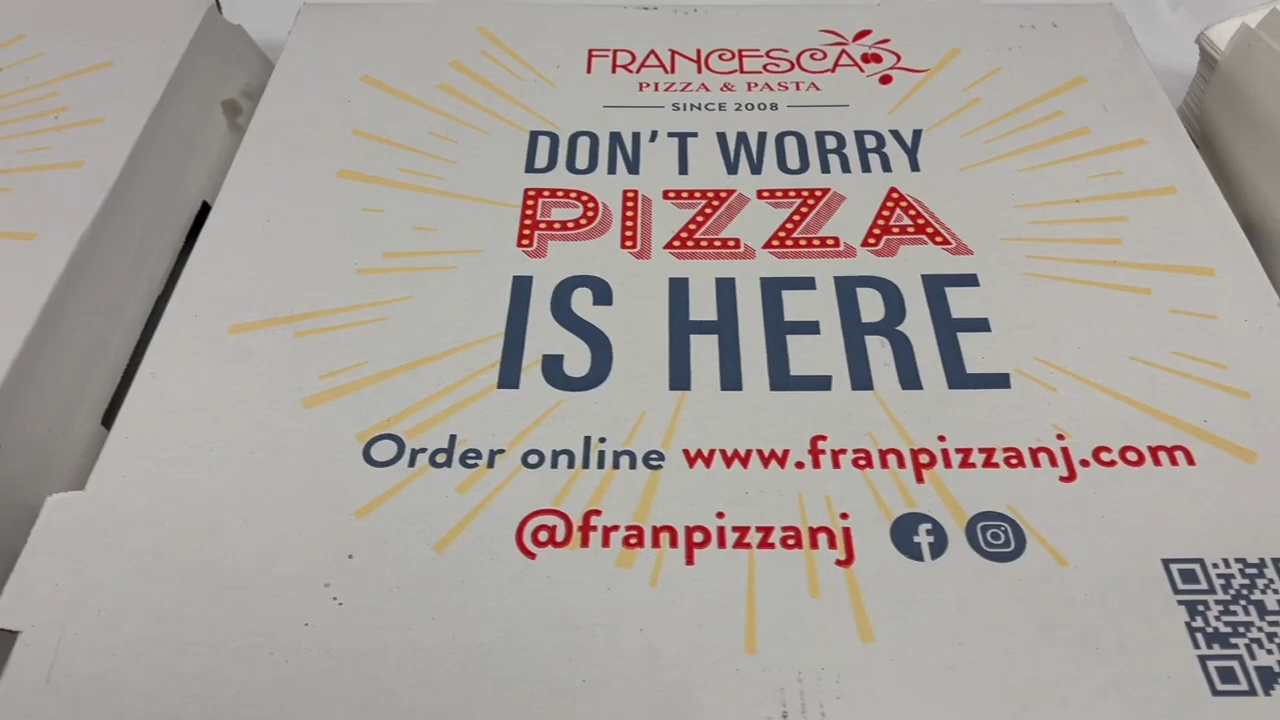 FRANCESCA
PIZZA & PASTA
SINCE 2008
DON'T WORRY
PIZZA
IS HERE
Order online www.franpizzanj.com
@franpizzanj